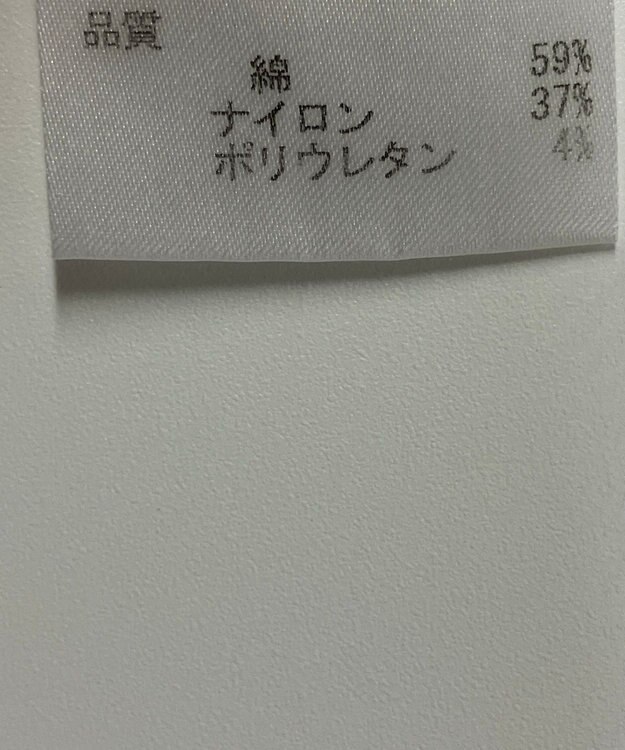 品質
綿 59%
ナイロン 37%
ポリウレタン 4%